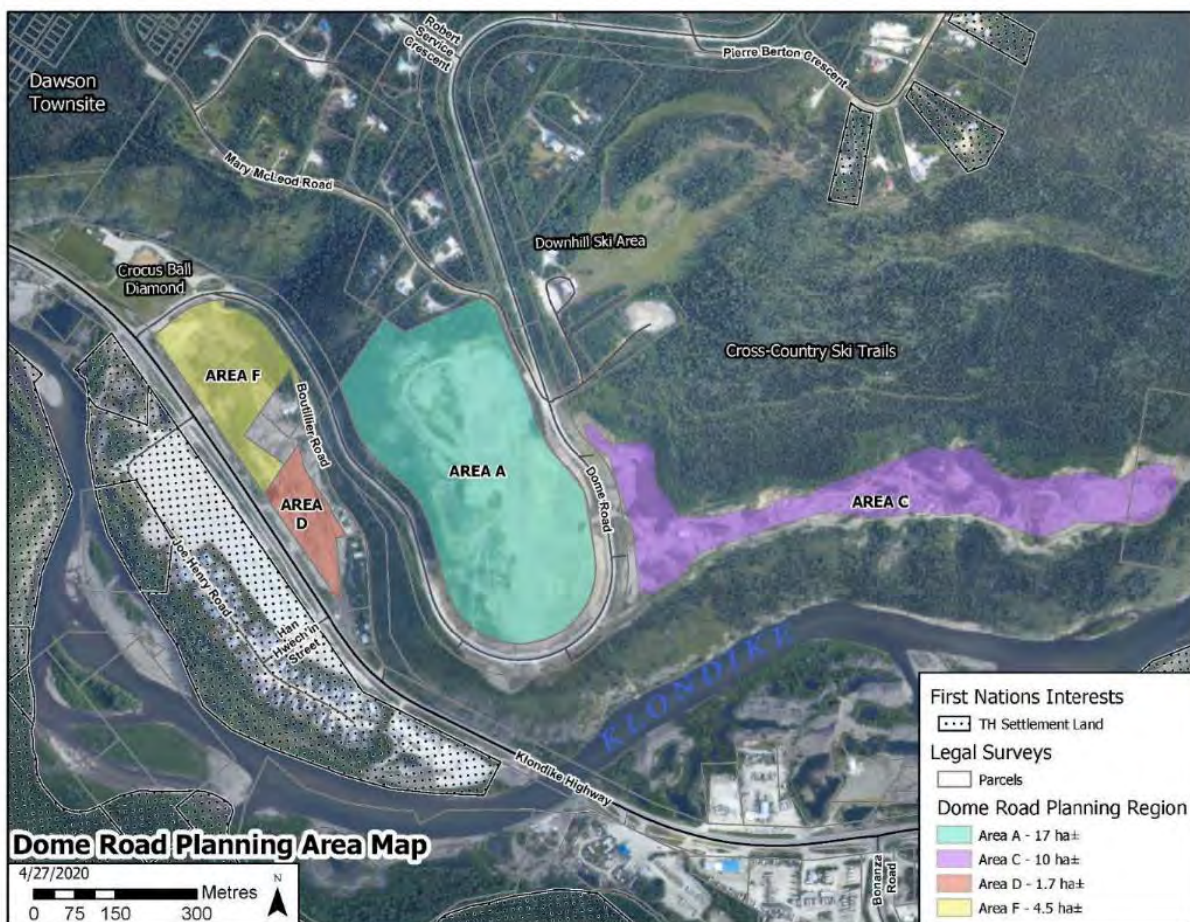 Dawson
Townsite
Robert
Service
Crescent
Pierre Berton Crescent
Mary McLeod Road
Downhill Ski Area
Crocus Ball
Diamond
Cross-Country Ski Trails
AREA F
Boutillier Road
AREA A
AREA
D
Dome Road
AREA C
Joe Henry Road
Han
Hwech'in
Street
KLONDIKE
Klondike Highway
Bonanza
Road
First Nations Interests
TH Settlement Land
Legal Surveys
Parcels
Dome Road Planning Region
Area A - 17 ha±
Area C - 10 ha±
Area D - 1.7 ha±
Area F - 4.5 ha±
Dome Road Planning Area Map
4/27/2020
Metres
0 75 150 300
N